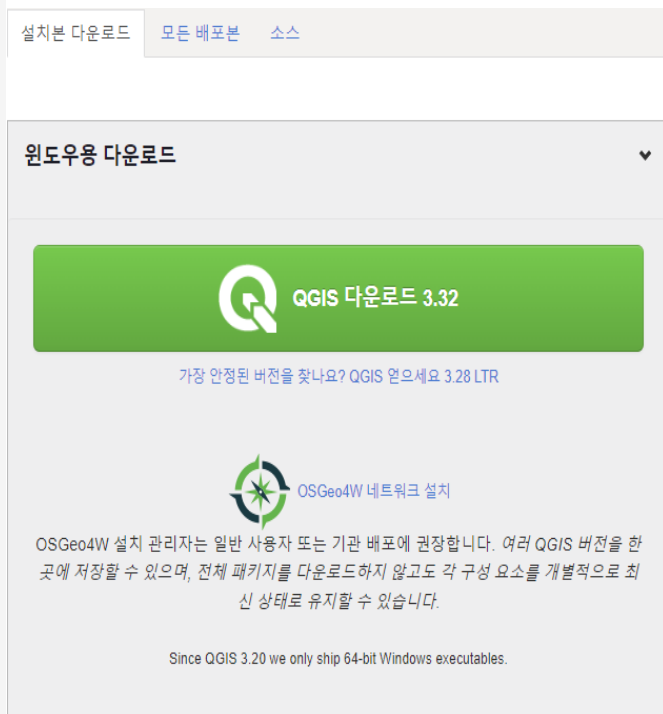 설치본 다운로드 모든 배포본 소스
윈도우용 다운로드
QGIS 다운로드 3.32
가장 안정된 버전을 찾나요? QGIS 얻으세요 3.28 LTR
OSGeo4W 네트워크 설치
OSGeo4W 설치 관리자는 일반 사용자 또는 기관 배포에 권장합니다. 여러 QGIS 버전을 한
곳에 저장할 수 있으며, 전체 패키지를 다운로드하지 않고도 각 구성 요소를 개별적으로 최
신 상태로 유지할 수 있습니다.
Since QGIS 3.20 we only ship 64-bit Windows executables.